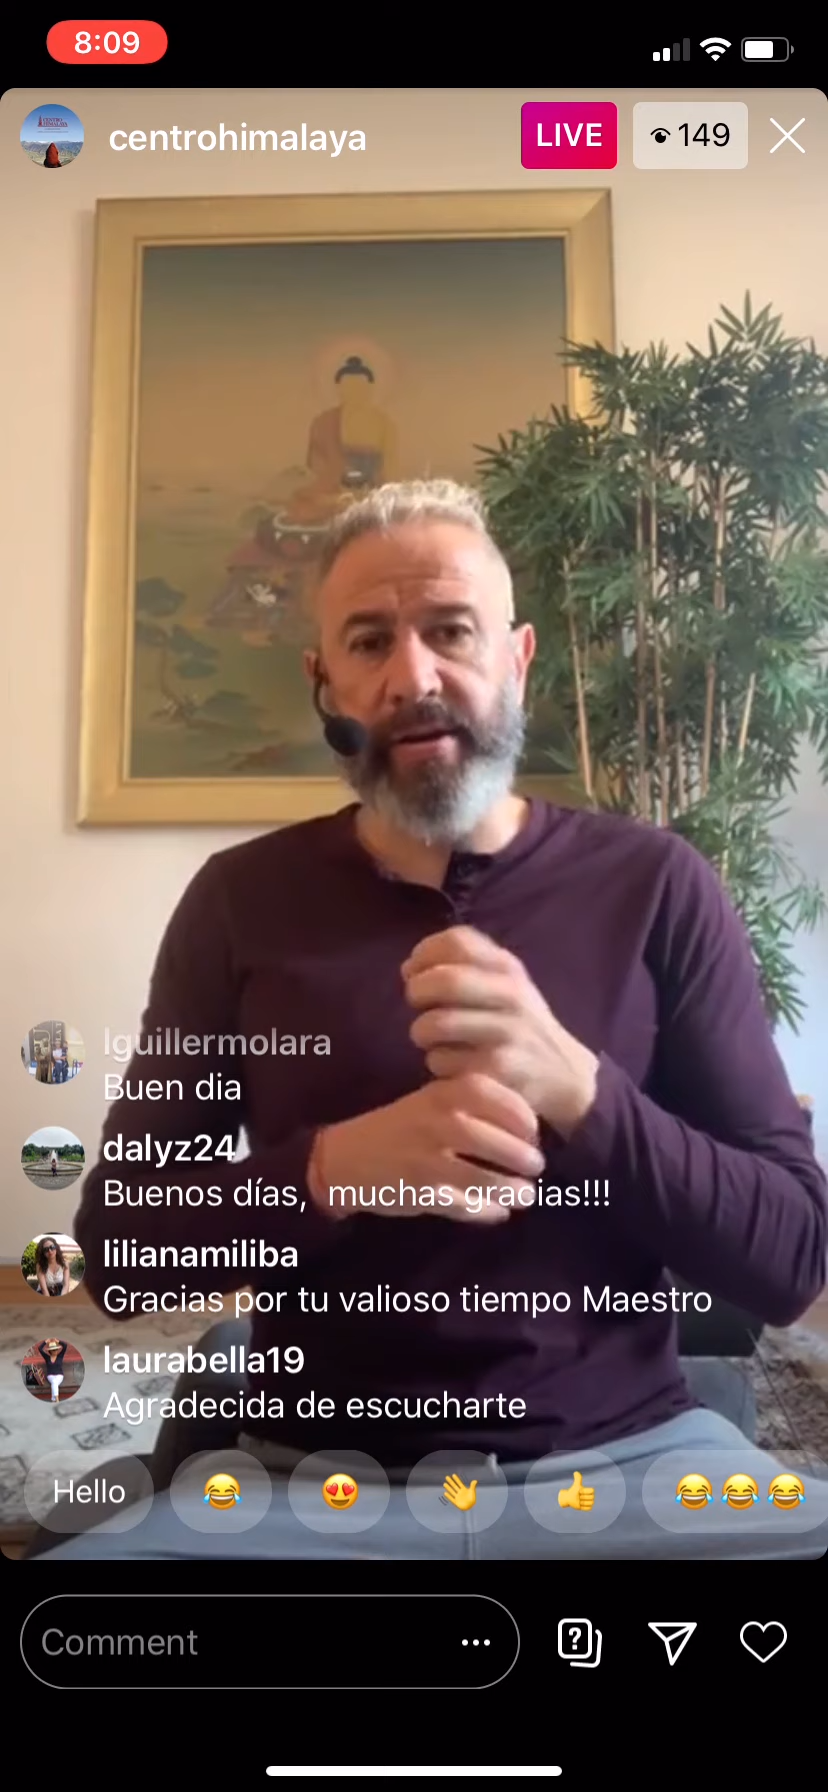 8:09
centrohimalaya
LIVE
149
lguillermolara
Buen dia
dalyz24
Buenos días, muchas gracias!!!
lilianamiliba
Gracias por tu valioso tiempo Maestro
laurabella19
Agradecida de escucharte
Hello
Comment